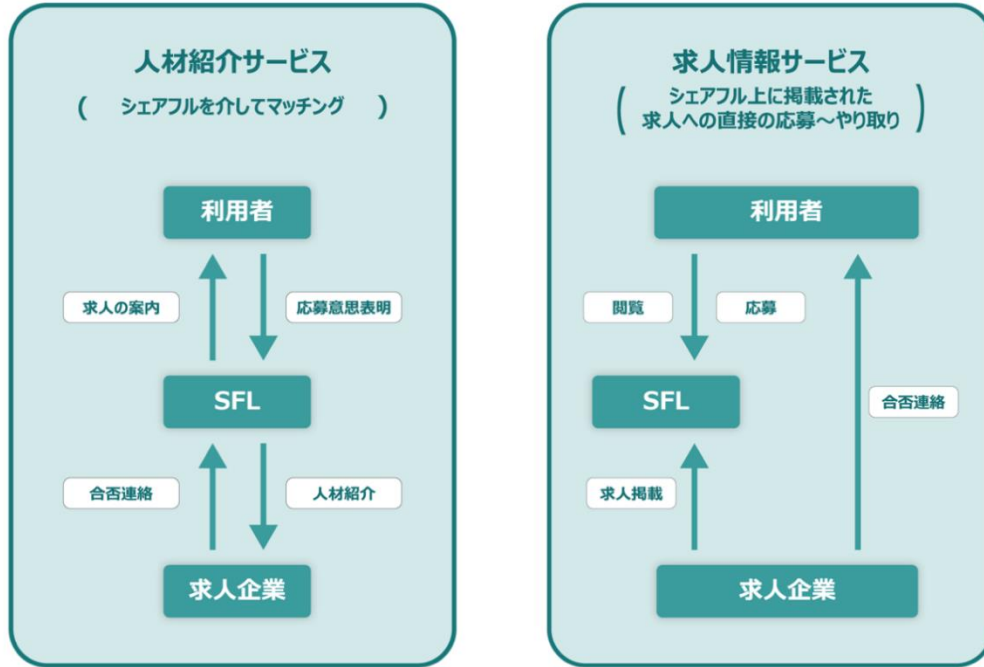 人材紹介サービス
( シェアフルを介してマッチング )
利用者
求人の案内
応募意思表明
SFL
合否連絡
人材紹介
求人企業
求人情報サービス
( シェアフル上に掲載された
求人への直接の応募~やり取り )
利用者
閲覧
応募
SFL
合否連絡
求人掲載
求人企業